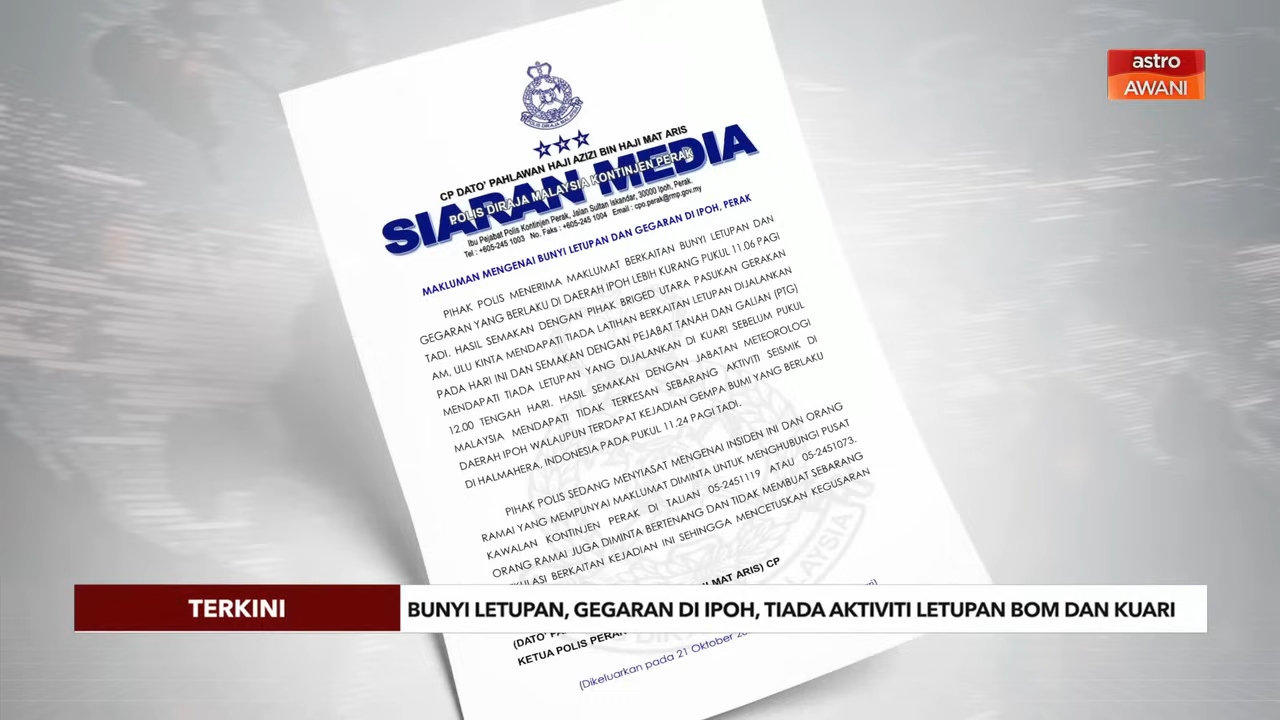 astro
AWANI
POLIS DIRAJA MALAYSIA
CP DATO' PAHLAWAN HAJI AZIZI BIN HAJI MAT ARIS
SIARAN MEDIA
POLIS DIRAJA MALAYSIA KONTINJEN PERAK
Ibu Pejabat Polis Kontinjen Perak, Jalan Sultan Iskandar, 30000 Ipoh, Perak.
Tel : +605-245 1003 No. Faks : +605-245 1004 Email : cpo.perak@rmp.gov.my
MAKLUMAN MENGENAI BUNYI LETUPAN DAN GEGARAN DI IPOH, PERAK
PIHAK POLIS MENERIMA MAKLUMAT BERKAITAN BUNYI LETUPAN DAN
GEGARAN YANG BERLAKU DI DAERAH IPOH LEBIH KURANG PUKUL 11.06 PAGI
TADI. HASIL SEMAKAN DENGAN PIHAK BRIGED UTARA PASUKAN GERAKAN
AM, ULU KINTA MENDAPATI TIADA LATIHAN BERKAITAN LETUPAN DIJALANKAN
PADA HARI INI DAN SEMAKAN DENGAN PEJABAT TANAH DAN GALIAN (PTG)
MENDAPATI TIADA LETUPAN YANG DIJALANKAN DI KUARI SEBELUM PUKUL
12.00 TENGAH HARI. HASIL SEMAKAN DENGAN JABATAN METEOROLOGI
MALAYSIA MENDAPATI TIDAK TERKESAN SEBARANG AKTIVITI SEISMIK DI
DAERAH IPOH WALAUPUN TERDAPAT KEJADIAN GEMPA BUMI YANG BERLAKU
DI HALMAHERA, INDONESIA PADA PUKUL 11.24 PAGI TADI.
PIHAK POLIS SEDANG MENYIASAT MENGENAI INSIDEN INI DAN ORANG
RAMAI YANG MEMPUNYAI MAKLUMAT DIMINTA UNTUK MENGHUBUNGI PUSAT
KAWALAN KONTINJEN PERAK DI TALIAN 05-2451119 ATAU 05-2451073.
ORANG RAMAI JUGA DIMINTA BERTENANG DAN TIDAK MEMBUAT SEBARANG
BERKAITAN KEJADIAN INI SEHINGGA MENCETUSKAN KEGUSARAN
MAT ARIS) CP
KETUA POLIS PERAK
(Dikeluarkan pada 21 Oktober
TERKINI
BUNYI LETUPAN, GEGARAN DI IPOH, TIADA AKTIVITI LETUPAN BOM DAN KUARI